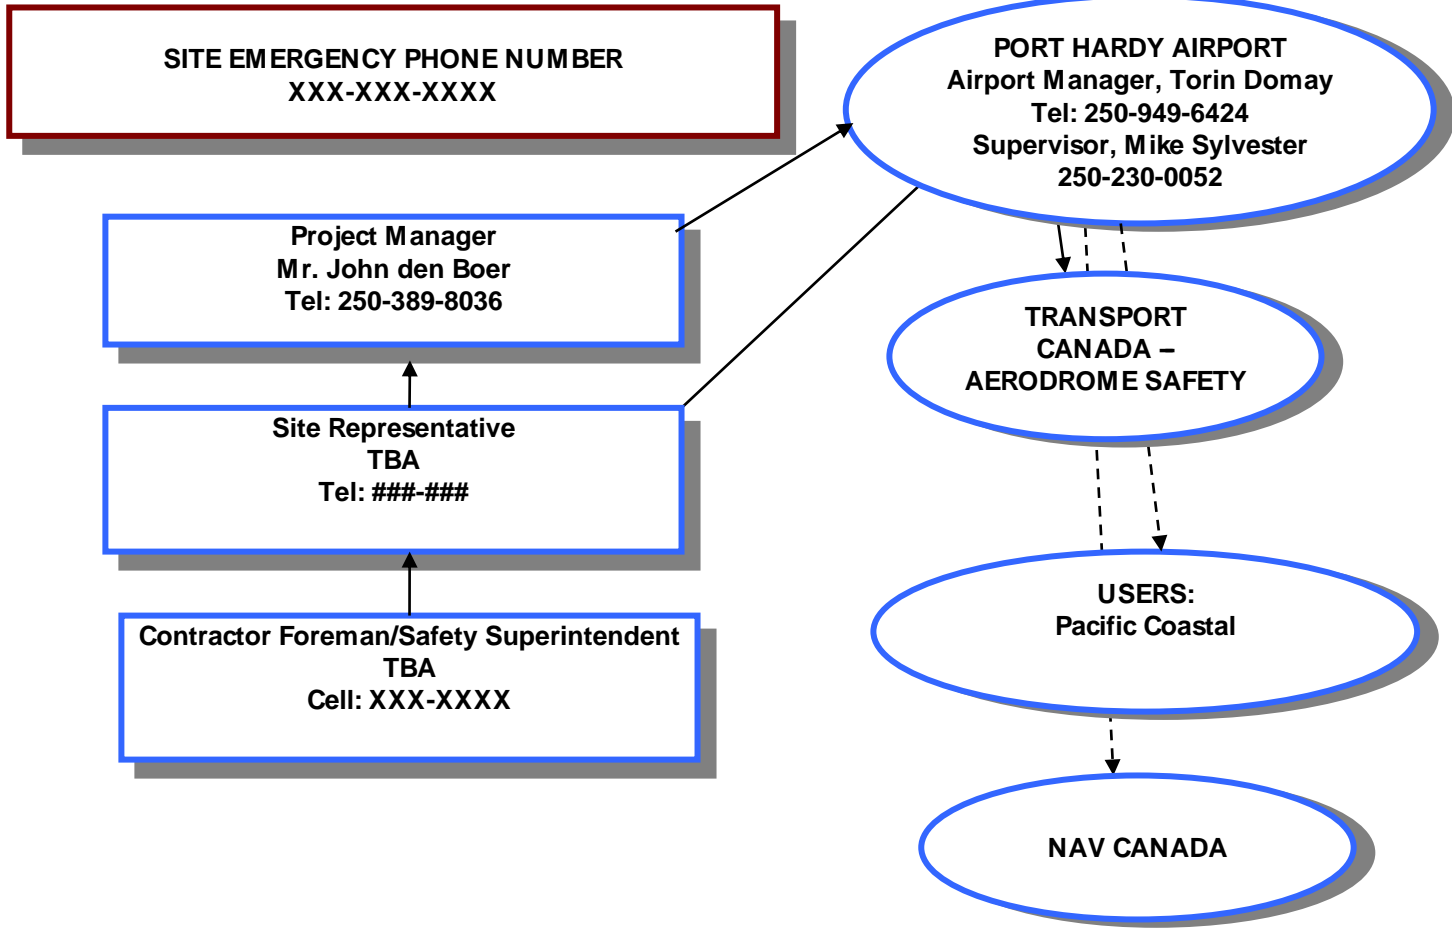 SITE EMERGENCY PHONE NUMBER
XXX-XXX-XXXX
PORT HARDY AIRPORT
Airport Manager, Torin Domay
Tel: 250-949-6424
Supervisor, Mike Sylvester
250-230-0052
Project Manager
Mr. John den Boer
Tel: 250-389-8036
TRANSPORT
CANADA –
AERODROME SAFETY
Site Representative
TBA
Tel: ###-###
USERS:
Pacific Coastal
Contractor Foreman/Safety Superintendent
TBA
Cell: XXX-XXXX
NAV CANADA